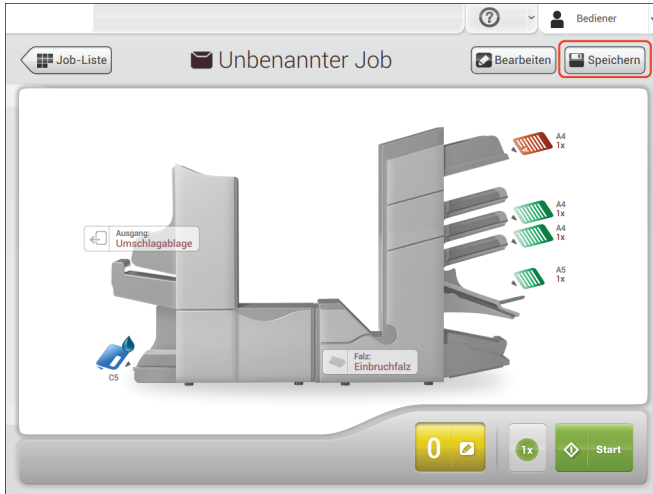 ?
Bediener
Job-Liste
Unbenannter Job
Bearbeiten
Speichern
A4
1x
Ausgang:
Umschlagablage
A4
1x
A4
1x
A5
1x
Falz:
Einbruchfalz
C5
0
1x
Start